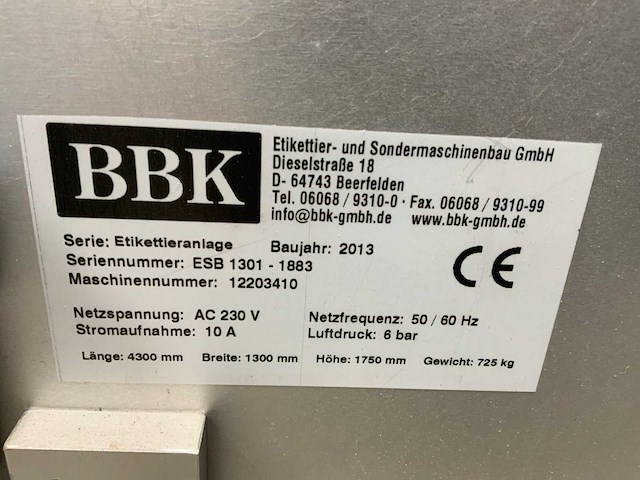 BBK
Etikettier- und Sondermaschinenbau GmbH
Dieselstraße 18
D- 64743 Beerfelden
Tel. 06068 / 9310-0 · Fax. 06068 / 9310-99
info@bbk-gmbh.de www.bbk-gmbh.de
Serie: Etikettieranlage Baujahr: 2013
Seriennummer: ESB 1301 - 1883
Maschinennummer: 12203410
CE
Netzspannung: AC 230 V Netzfrequenz: 50 / 60 Hz
Stromaufnahme: 10 A Luftdruck: 6 bar
Länge: 4300 mm Breite: 1300 mm Höhe: 1750 mm Gewicht: 725 kg